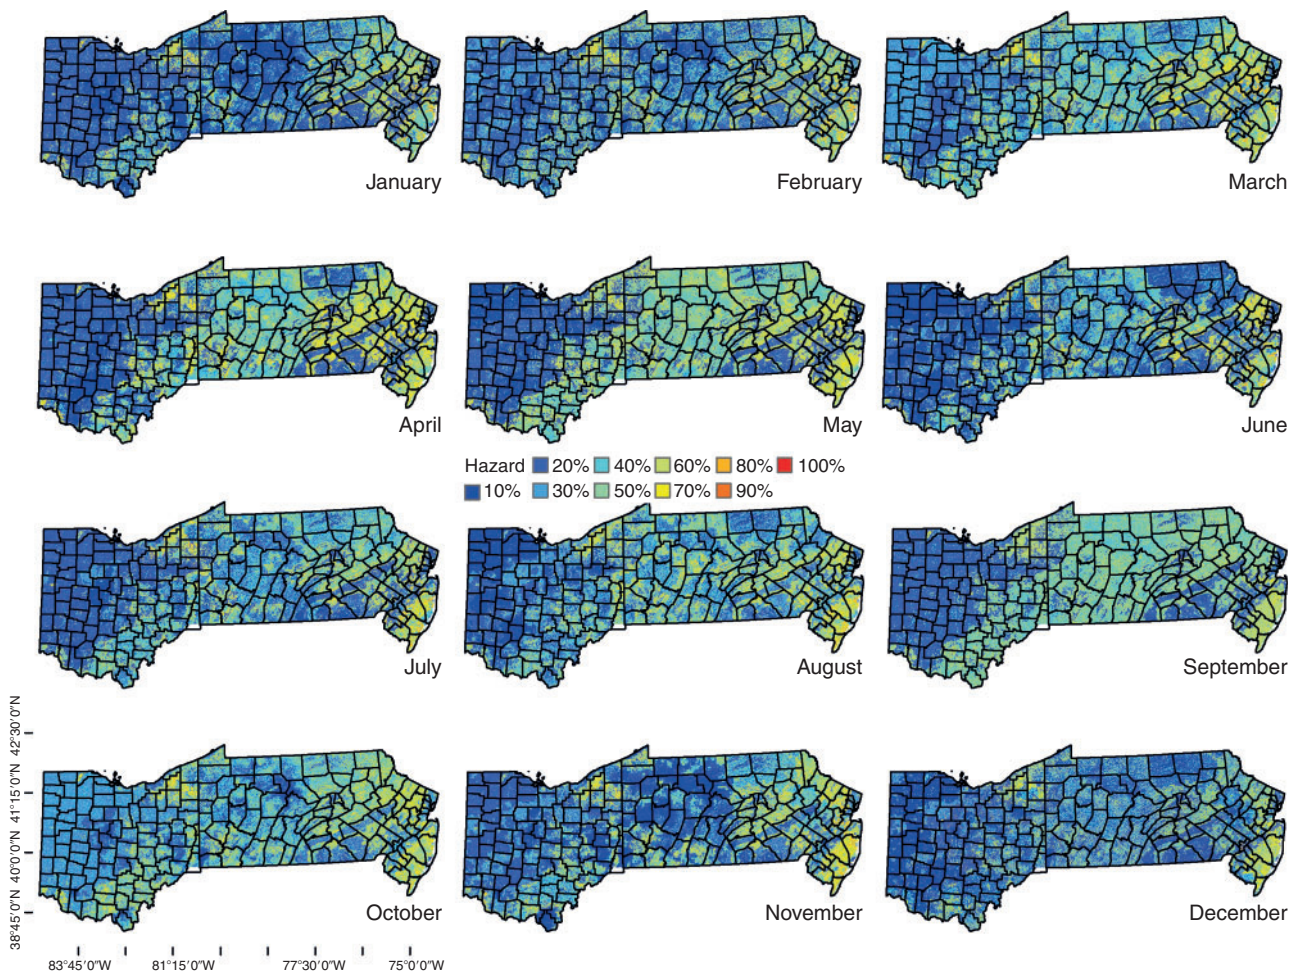 January
February
March
April
May
June
Hazard 20% 40% 60% 80% 100%
10% 30% 50% 70% 90%
July
August
September
October
November
December
42°30′0″N
41°15′0″N
40°0′0″N
38°45′0″N
83°45′0″W 81°15′0″W 77°30′0″W 75°0′0″W